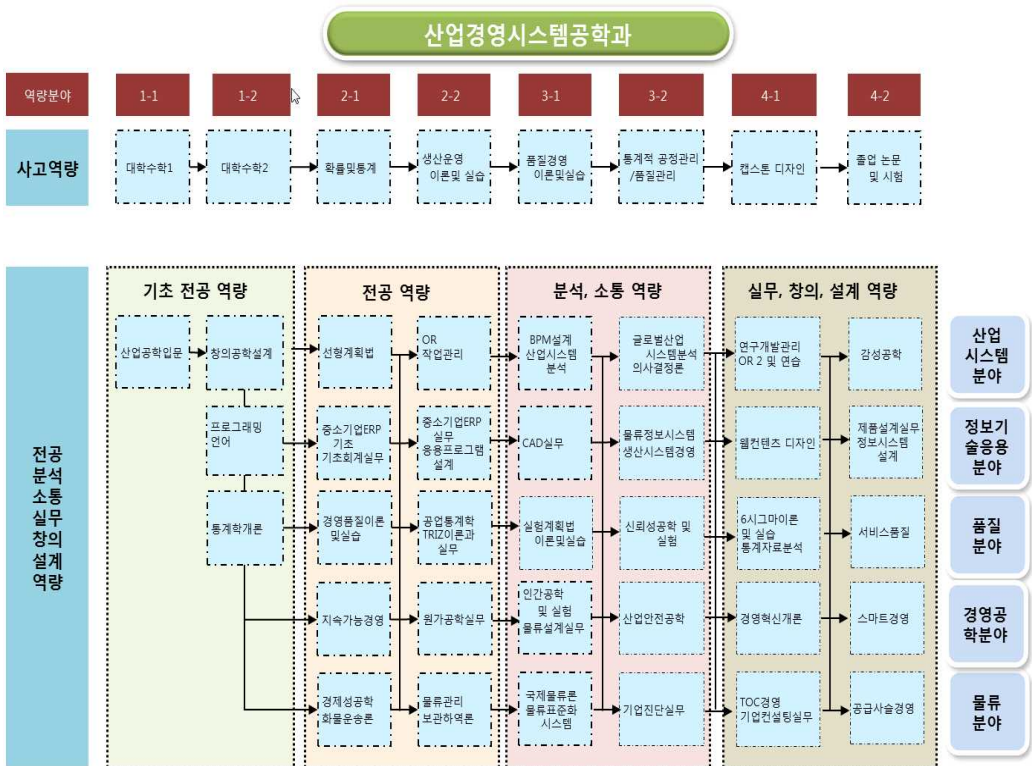 산업경영시스템공학과
역량분야
1-1
1-2
2-1
2-2
3-1
3-2
4-1
4-2
사고역량
대학수학1
대학수학2
확률및통계
생산운영
이론및 실습
품질경영
이론및실습
통계적 공정관리
/품질관리
캡스톤 디자인
졸업 논문
및 시험
전공
분석
소통
실무
창의
설계
역량
기초 전공 역량
전공 역량
분석, 소통 역량
실무, 창의, 설계 역량
산업공학입문
창의공학설계
선형계획법
OR
작업관리
BPM설계
산업시스템
분석
글로벌산업
시스템분석
의사결정론
연구개발관리
OR 2 및 연습
감성공학
산업
시스템
분야
프로그래밍
언어
중소기업ERP
기초
기초회계실무
중소기업ERP
실무
응용프로그램
설계
CAD실무
물류정보시스템
생산시스템경영
웹컨텐츠 디자인
제품설계실무
정보시스템
설계
정보기
술응용
분야
통계학개론
경영품질이론
및실습
공업통계학
TRIZ이론과
실무
실험계획법
이론및실습
신뢰성공학 및
실험
6시그마이론
및 실습
통계자료분석
서비스품질
품질
분야
지속가능경영
원가공학실무
인간공학
및 실험
물류설계실무
산업안전공학
경영혁신개론
스마트경영
경영공
학분야
경제성공학
화물운송론
물류관리
보관하역론
국제물류론
물류표준화
시스템
기업진단실무
TOC경영
기업컨설팅실무
공급사슬경영
물류
분야